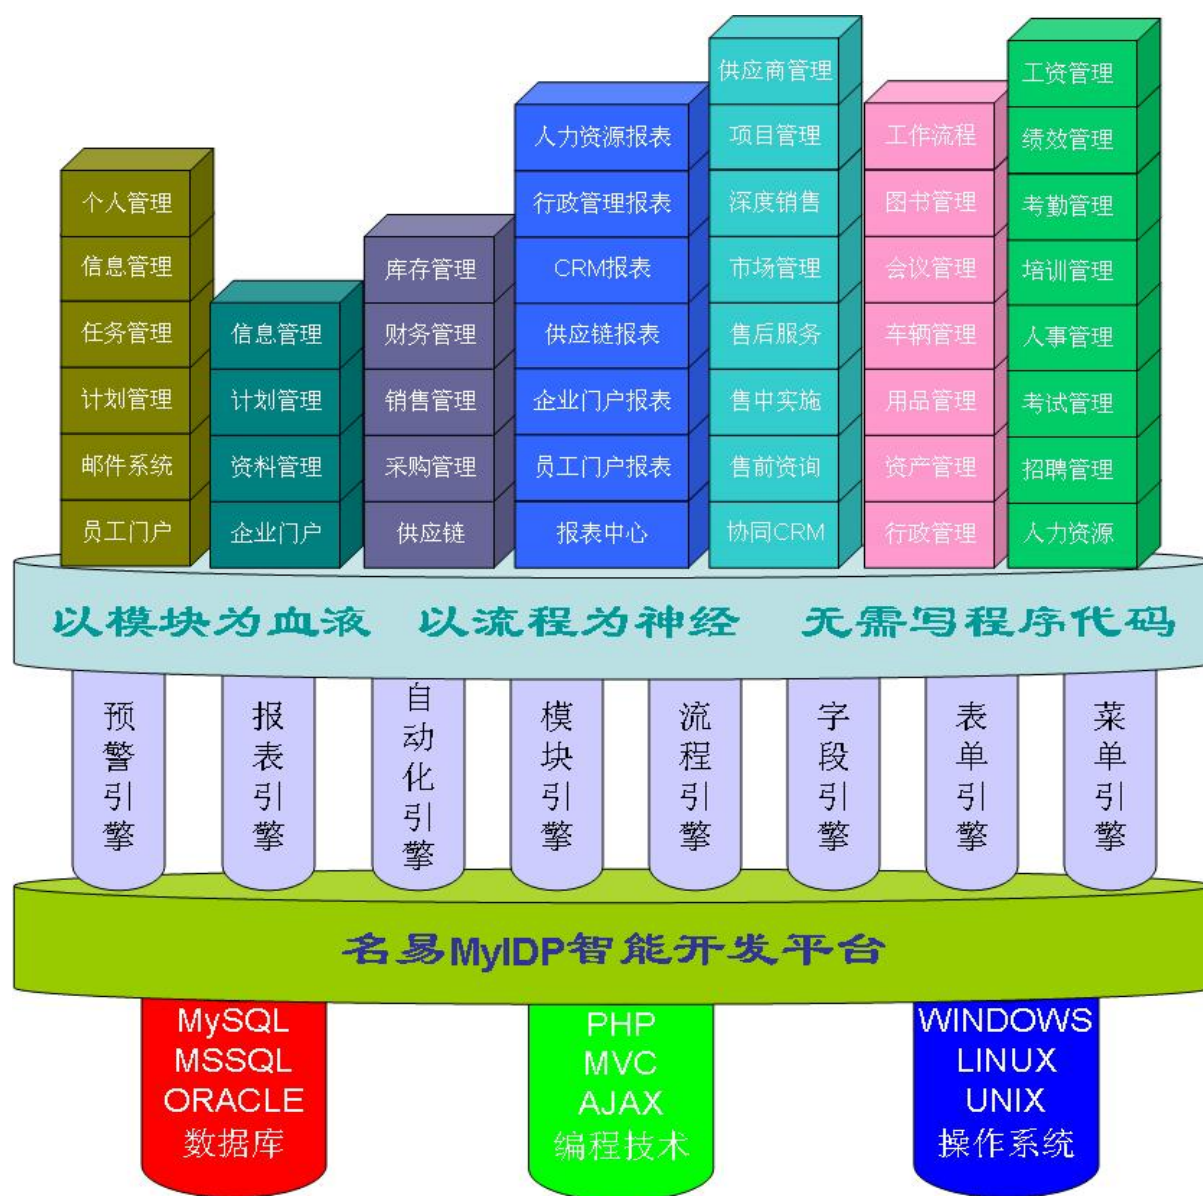 个人管理
信息管理
任务管理
计划管理
邮件系统
员工门户
信息管理
计划管理
资料管理
企业门户
库存管理
财务管理
销售管理
采购管理
供应链
人力资源报表
行政管理报表
CRM报表
供应链报表
企业门户报表
员工门户报表
报表中心
供应商管理
项目管理
深度销售
市场管理
售后服务
售中实施
售前资询
协同CRM
工作流程
图书管理
会议管理
车辆管理
用品管理
资产管理
行政管理
工资管理
绩效管理
考勤管理
培训管理
人事管理
考试管理
招聘管理
人力资源
以模块为血液 以流程为神经 无需写程序代码
预警引擎
报表引擎
自动化引擎
模块引擎
流程引擎
字段引擎
表单引擎
菜单引擎
名易MyIDP智能开发平台
MySQL
MSSQL
ORACLE
数据库
PHP
MVC
AJAX
编程技术
WINDOWS
LINUX
UNIX
操作系统